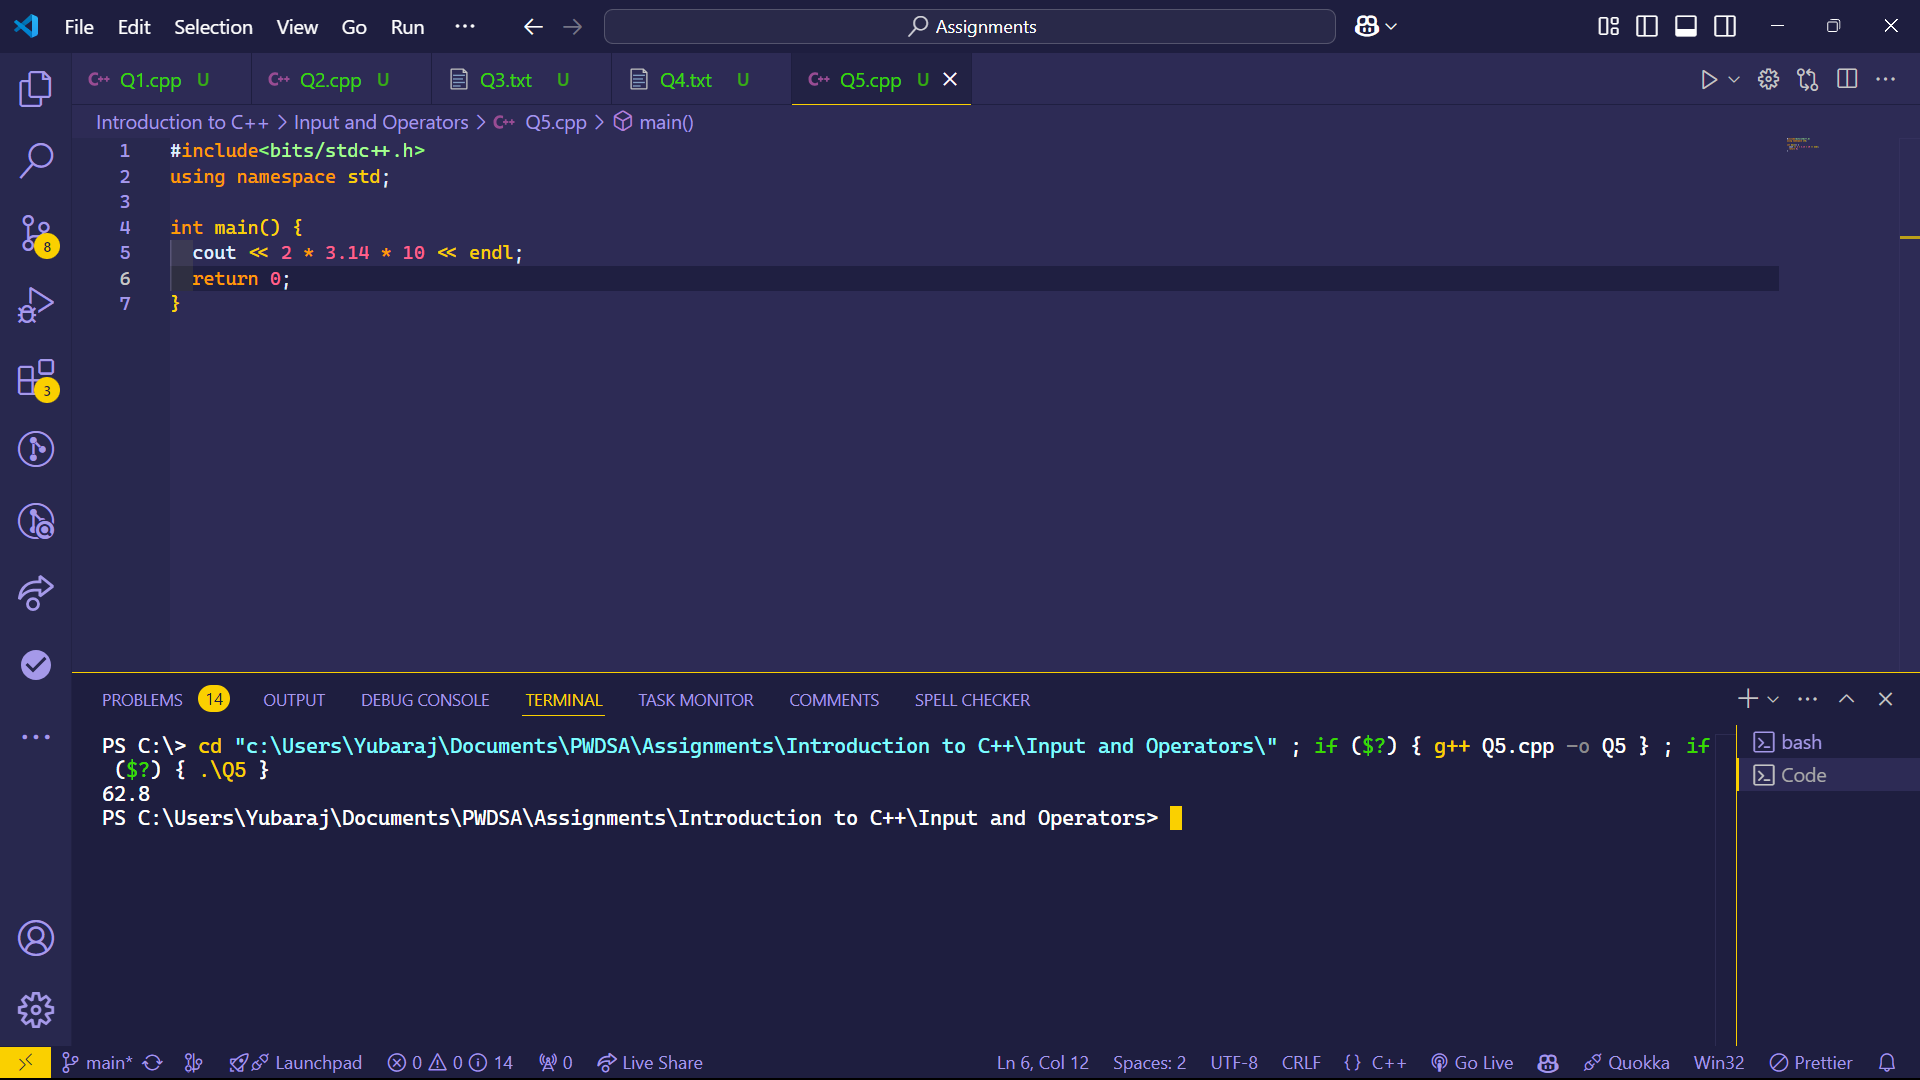 File Edit Selection View Go Run ··· Assignments
Q1.cpp U Q2.cpp U Q3.txt U Q4.txt U Q5.cpp U
Introduction to C++ > Input and Operators > Q5.cpp > main()
1 #include<bits/stdc++.h>
2 using namespace std;
3
4 int main() {
5 cout << 2 * 3.14 * 10 << endl;
6 return 0;
7 }
8
3
PROBLEMS 14 OUTPUT DEBUG CONSOLE TERMINAL TASK MONITOR COMMENTS SPELL CHECKER
PS C:\> cd "c:\Users\Yubaraj\Documents\PWDSA\Assignments\Introduction to C++\Input and Operators\" ; if ($?) { g++ Q5.cpp -o Q5 } ; if
($?) { .\Q5 }
62.8
PS C:\Users\Yubaraj\Documents\PWDSA\Assignments\Introduction to C++\Input and Operators>
bash
Code
main* Launchpad 0 0 14 0 Live Share Ln 6, Col 12 Spaces: 2 UTF-8 CRLF {} C++ Go Live Quokka Win32 Prettier